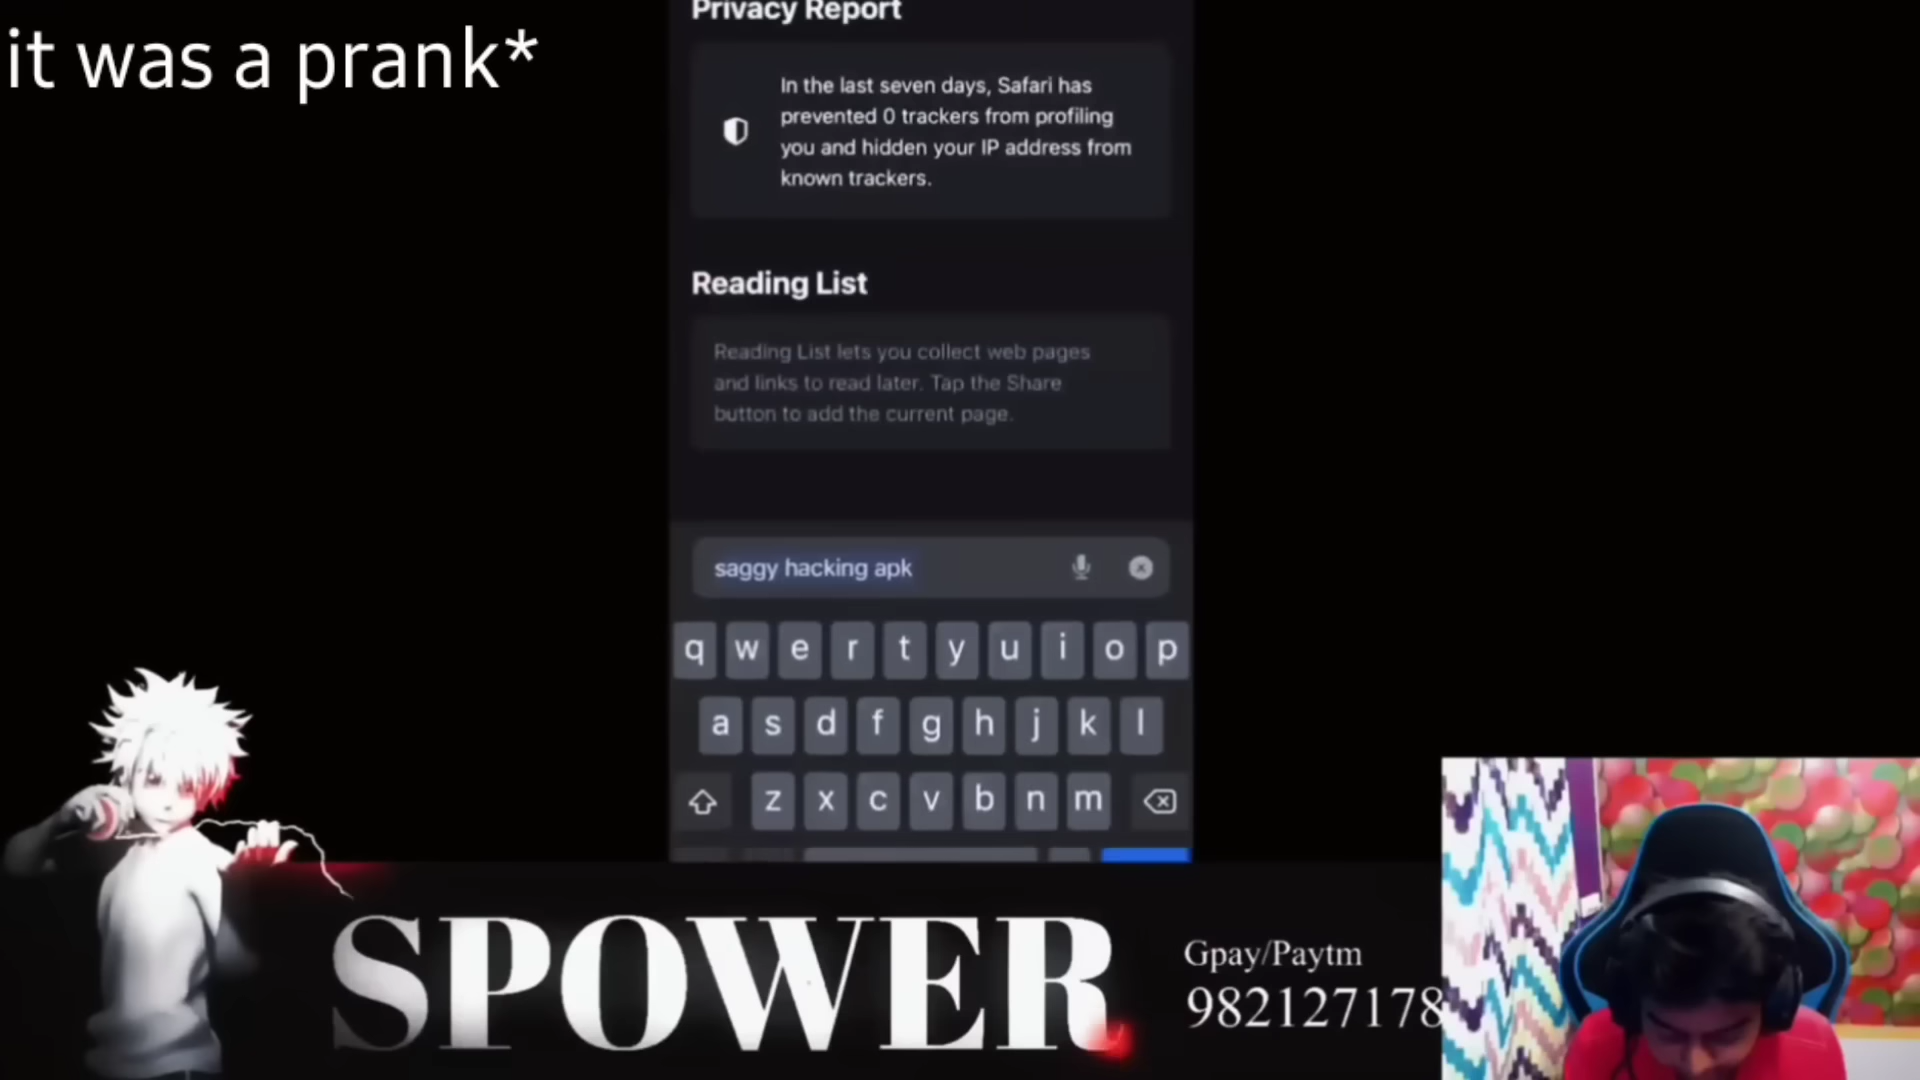 it was a prank*
Privacy Report
In the last seven days, Safari has
prevented 0 trackers from profiling
you and hidden your IP address from
known trackers.
Reading List
Reading List lets you collect web pages
and links to read later. Tap the Share
button to add the current page.
saggy hacking apk
q w e r t y u i o p
a s d f g h j k l
z x c v b n m
SPOWER
Gpay/Paytm
982127178